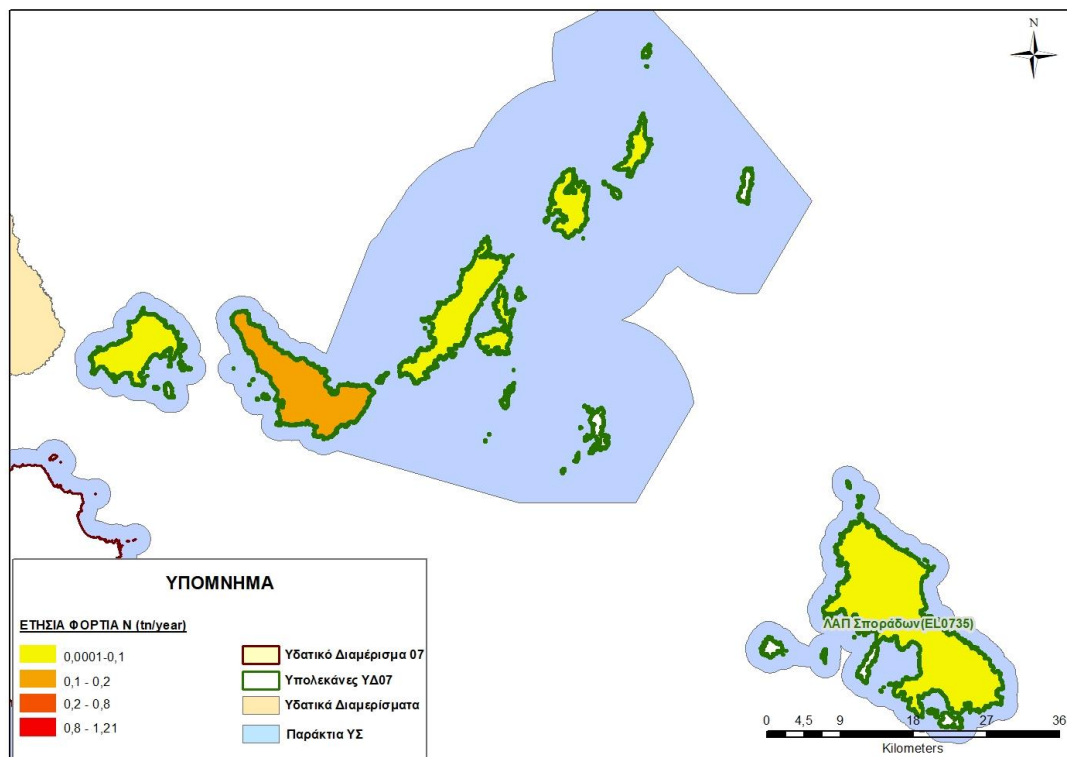 N
ΛΑΠ Σποράδων(EL0735)
ΥΠΟΜΝΗΜΑ
ΕΤΗΣΙΑ ΦΟΡΤΙΑ Ν (tn/year)
0,0001-0,1
0,1 - 0,2
0,2 - 0,8
0,8 - 1,21
Υδατικό Διαμέρισμα 07
Υπολεκάνες ΥΔ07
Υδατικά Διαμερίσματα
Παράκτια ΥΣ
0 4,5 9 18 27 36
Kilometers